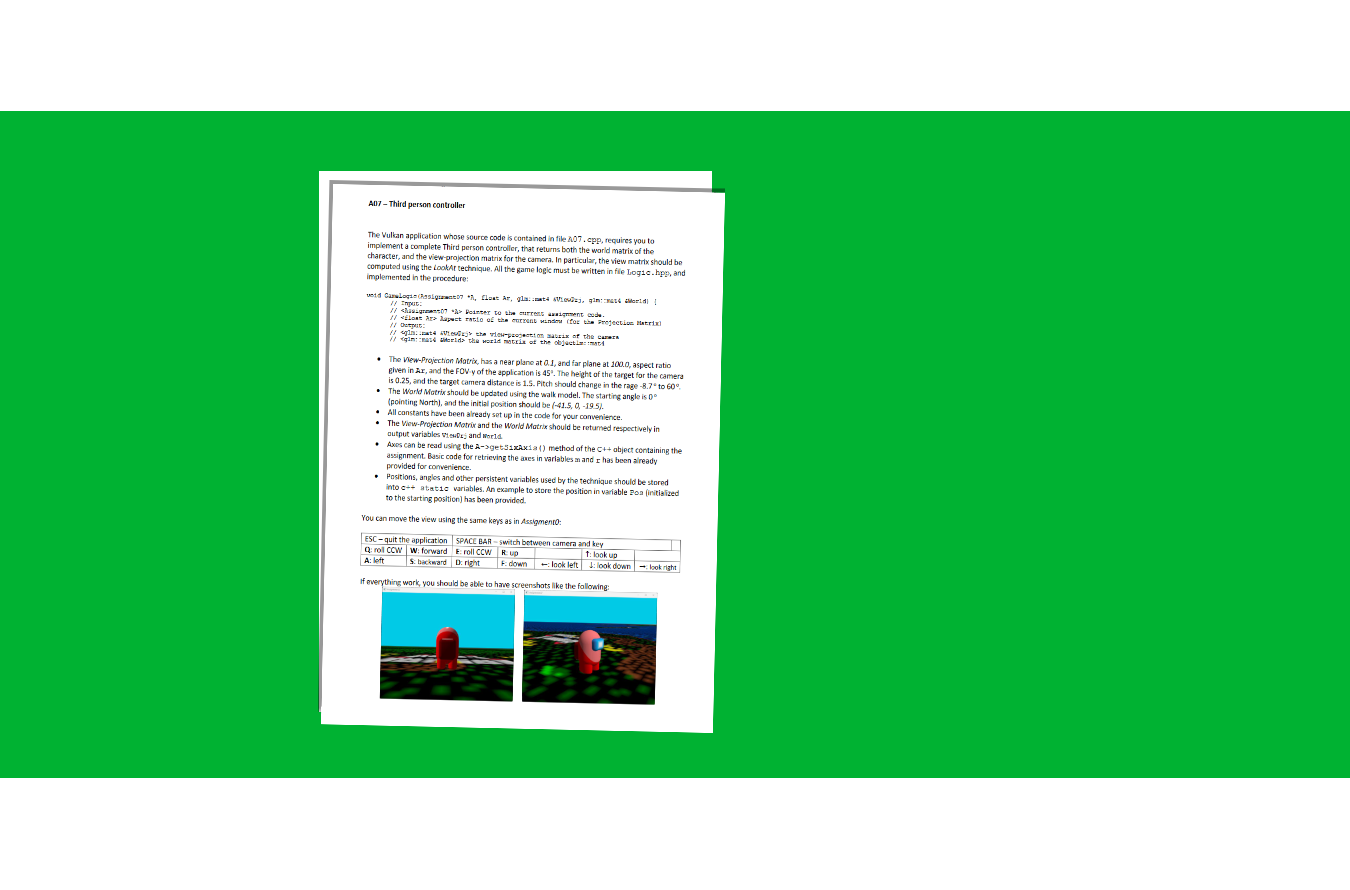 A07 – Third person controller
The Vulkan application whose source code is contained in file A07.cpp, requires you to
implement a complete Third person controller, that returns both the world matrix of the
character, and the view-projection matrix for the camera. In particular, the view matrix should be
computed using the LookAt technique. All the game logic must be written in file Logic.hpp, and
implemented in the procedure:
void GameLogic(Assignment07 *A, float Ar, glm::mat4 &ViewPrj, glm::mat4 &World) {
// Input:
// <Assignment07 *A> Pointer to the current assignment code.
// <float Ar> Aspect ratio of the current window (for the Projection Matrix)
// Output:
// <glm::mat4 &ViewPrj> the view-projection matrix of the camera
// <glm::mat4 &World> the world matrix of the objectim::mat4
• The View-Projection Matrix, has a near plane at 0.1, and far plane at 100.0, aspect ratio
given in Ar, and the FOV-y of the application is 45°. The height of the target for the camera
is 0.25, and the target camera distance is 1.5. Pitch should change in the rage -8.7° to 60°.
• The World Matrix should be updated using the walk model. The starting angle is 0°
(pointing North), and the initial position should be (-41.5, 0, -19.5).
• All constants have been already set up in the code for your convenience.
• The View-Projection Matrix and the World Matrix should be returned respectively in
output variables ViewPrj and World.
• Axes can be read using the A->getSixAxis() method of the C++ object containing the
assignment. Basic code for retrieving the axes in variables m and r has been already
provided for convenience.
• Positions, angles and other persistent variables used by the technique should be stored
into c++ static variables. An example to store the position in variable Pos (initialized
to the starting position) has been provided.
You can move the view using the same keys as in Assigment0:
ESC – quit the application SPACE BAR – switch between camera and key
Q: roll CCW W: forward E: roll CCW R: up ↑: look up
A: left S: backward D: right F: down ←: look left ↓: look down →: look right
If everything work, you should be able to have screenshots like the following: